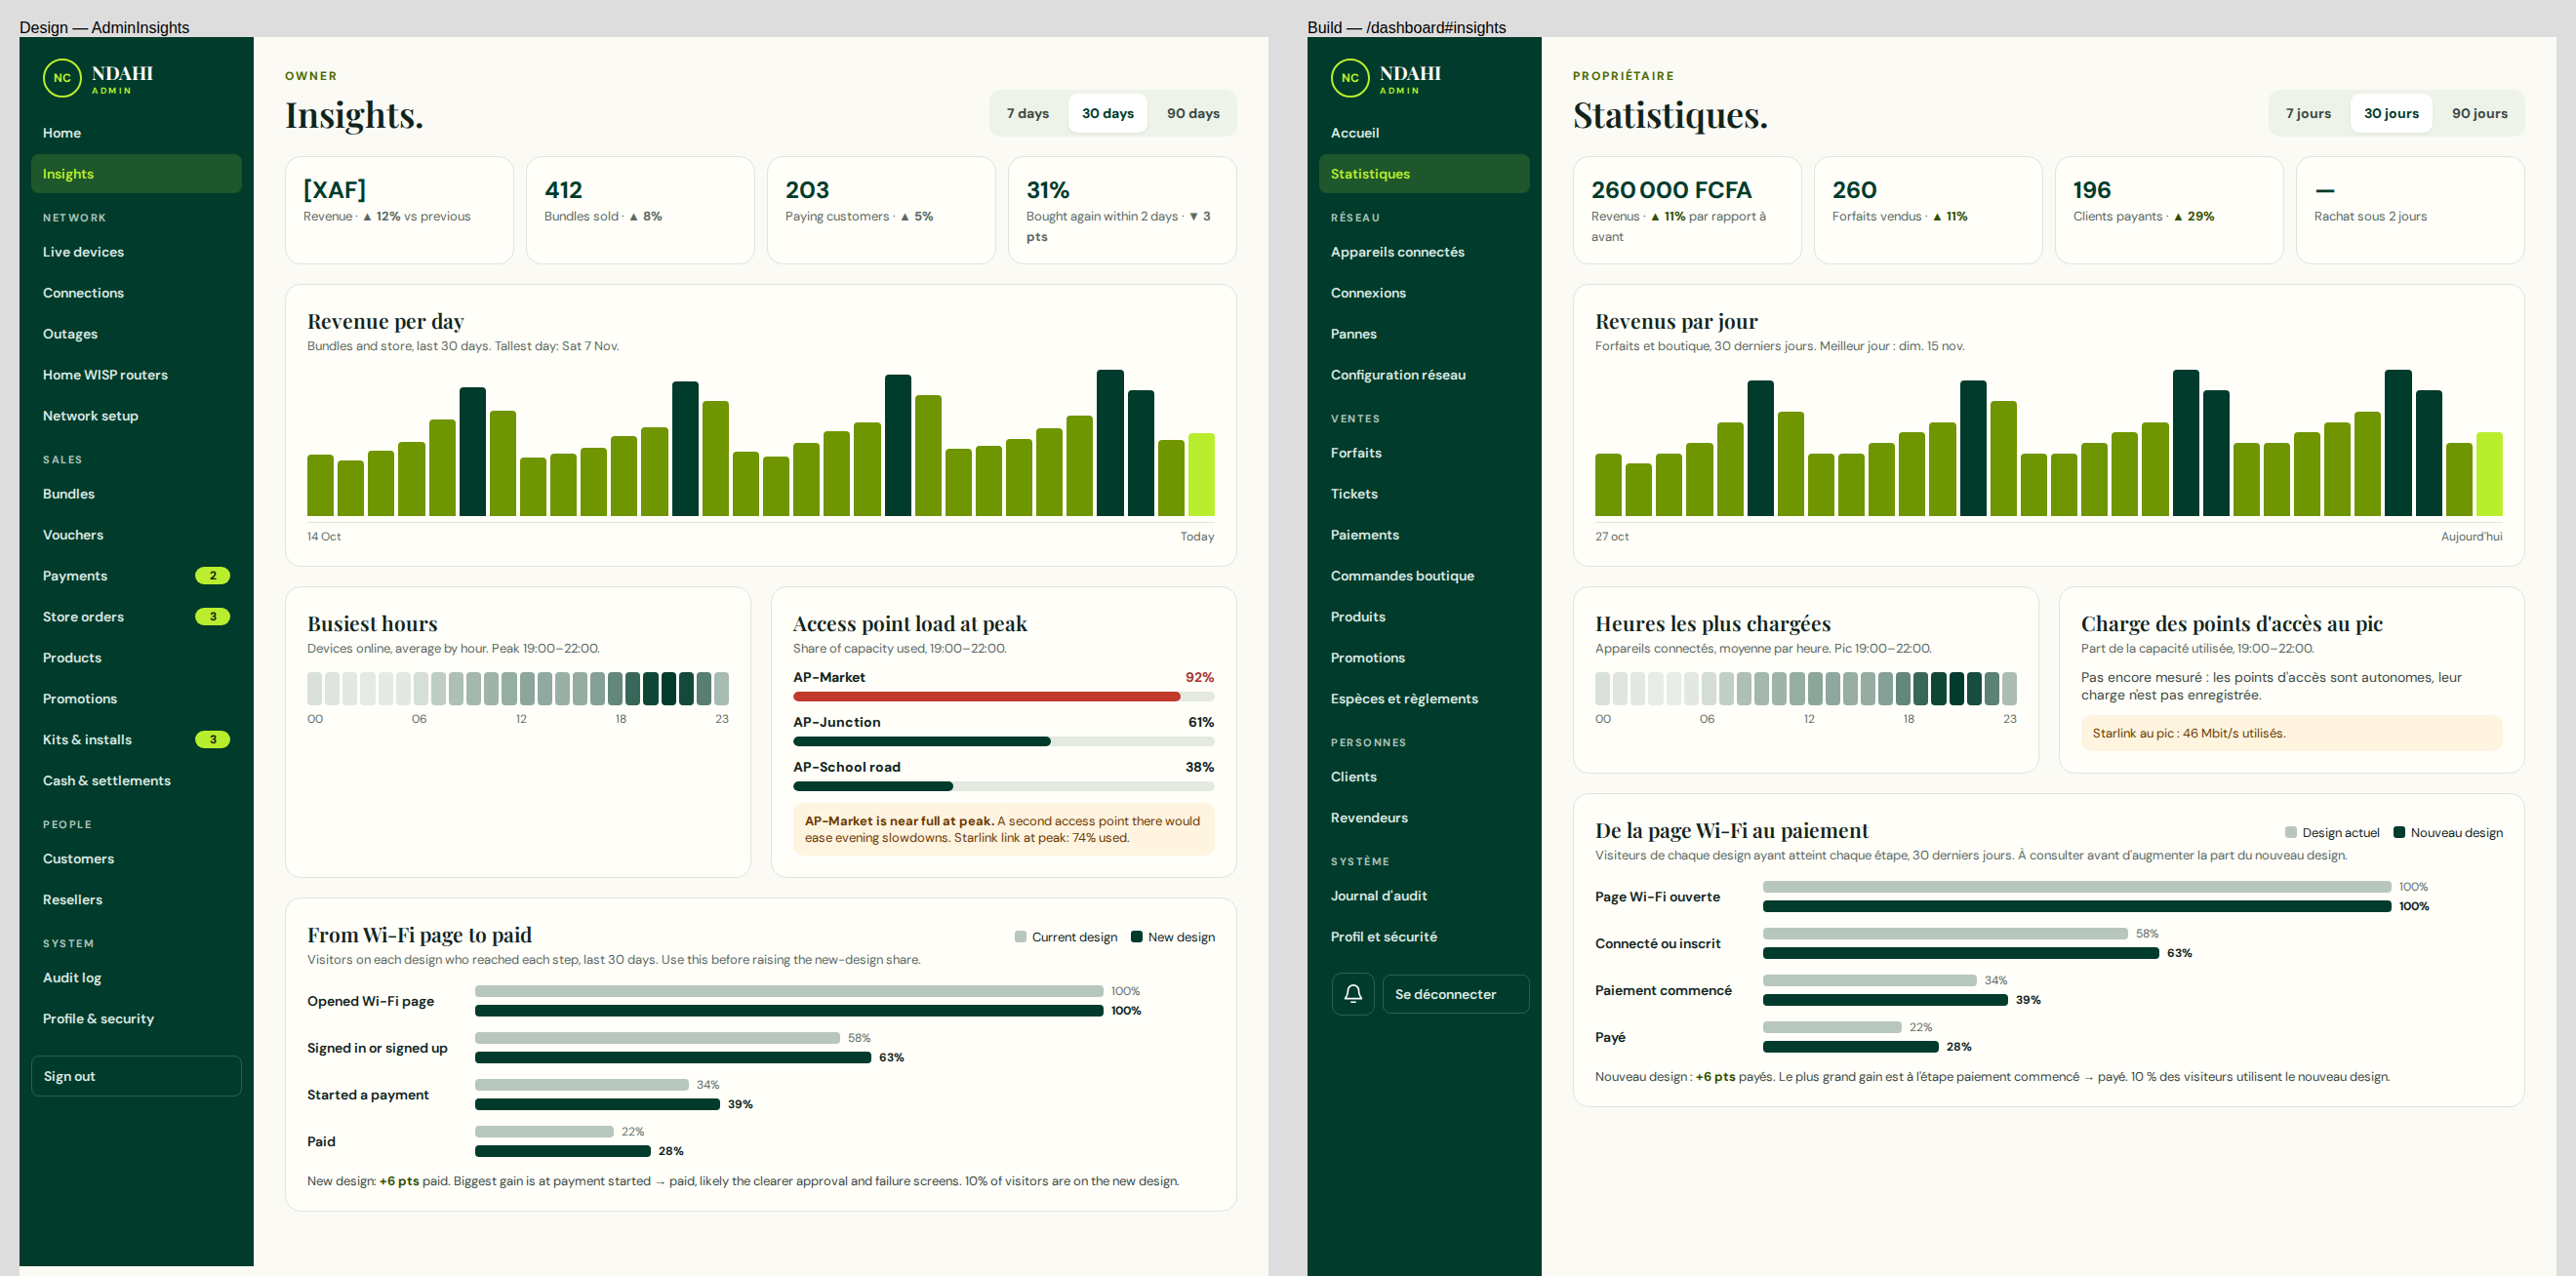 Design — AdminInsights
NC
NDAHI
ADMIN
Home
Insights
NETWORK
Live devices
Connections
Outages
Home WISP routers
Network setup
SALES
Bundles
Vouchers
Payments 2
Store orders 3
Products
Promotions
Kits & installs 3
Cash & settlements
PEOPLE
Customers
Resellers
SYSTEM
Audit log
Profile & security
Sign out
OWNER
Insights.
7 days 30 days 90 days
[XAF]
Revenue · ▲ 12% vs previous
412
Bundles sold · ▲ 8%
203
Paying customers · ▲ 5%
31%
Bought again within 2 days · ▼ 3
pts
Revenue per day
Bundles and store, last 30 days. Tallest day: Sat 7 Nov.
14 Oct Today
Busiest hours
Devices online, average by hour. Peak 19:00–22:00.
00 06 12 18 23
Access point load at peak
Share of capacity used, 19:00–22:00.
AP-Market 92%
AP-Junction 61%
AP-School road 38%
AP-Market is near full at peak. A second access point there would
ease evening slowdowns. Starlink link at peak: 74% used.
From Wi-Fi page to paid
Current design New design
Visitors on each design who reached each step, last 30 days. Use this before raising the new-design share.
Opened Wi-Fi page 100%
100%
Signed in or signed up 58%
63%
Started a payment 34%
39%
Paid 22%
28%
New design: +6 pts paid. Biggest gain is at payment started → paid, likely the clearer approval and failure screens. 10% of visitors are on the new design.
Build — /dashboard#insights
NC
NDAHI
ADMIN
Accueil
Statistiques
RÉSEAU
Appareils connectés
Connexions
Pannes
Configuration réseau
VENTES
Forfaits
Tickets
Paiements
Commandes boutique
Produits
Promotions
Espèces et règlements
PERSONNES
Clients
Revendeurs
SYSTÈME
Journal d'audit
Profil et sécurité
Se déconnecter
PROPRIÉTAIRE
Statistiques.
7 jours 30 jours 90 jours
260 000 FCFA
Revenus · ▲ 11% par rapport à
avant
260
Forfaits vendus · ▲ 11%
196
Clients payants · ▲ 29%
—
Rachat sous 2 jours
Revenus par jour
Forfaits et boutique, 30 derniers jours. Meilleur jour : dim. 15 nov.
27 oct Aujourd'hui
Heures les plus chargées
Appareils connectés, moyenne par heure. Pic 19:00–22:00.
00 06 12 18 23
Charge des points d'accès au pic
Part de la capacité utilisée, 19:00–22:00.
Pas encore mesuré : les points d'accès sont autonomes, leur
charge n'est pas enregistrée.
Starlink au pic : 46 Mbit/s utilisés.
De la page Wi-Fi au paiement
Design actuel Nouveau design
Visiteurs de chaque design ayant atteint chaque étape, 30 derniers jours. À consulter avant d'augmenter la part du nouveau design.
Page Wi-Fi ouverte 100%
100%
Connecté ou inscrit 58%
63%
Paiement commencé 34%
39%
Payé 22%
28%
Nouveau design : +6 pts payés. Le plus grand gain est à l'étape paiement commencé → payé. 10 % des visiteurs utilisent le nouveau design.